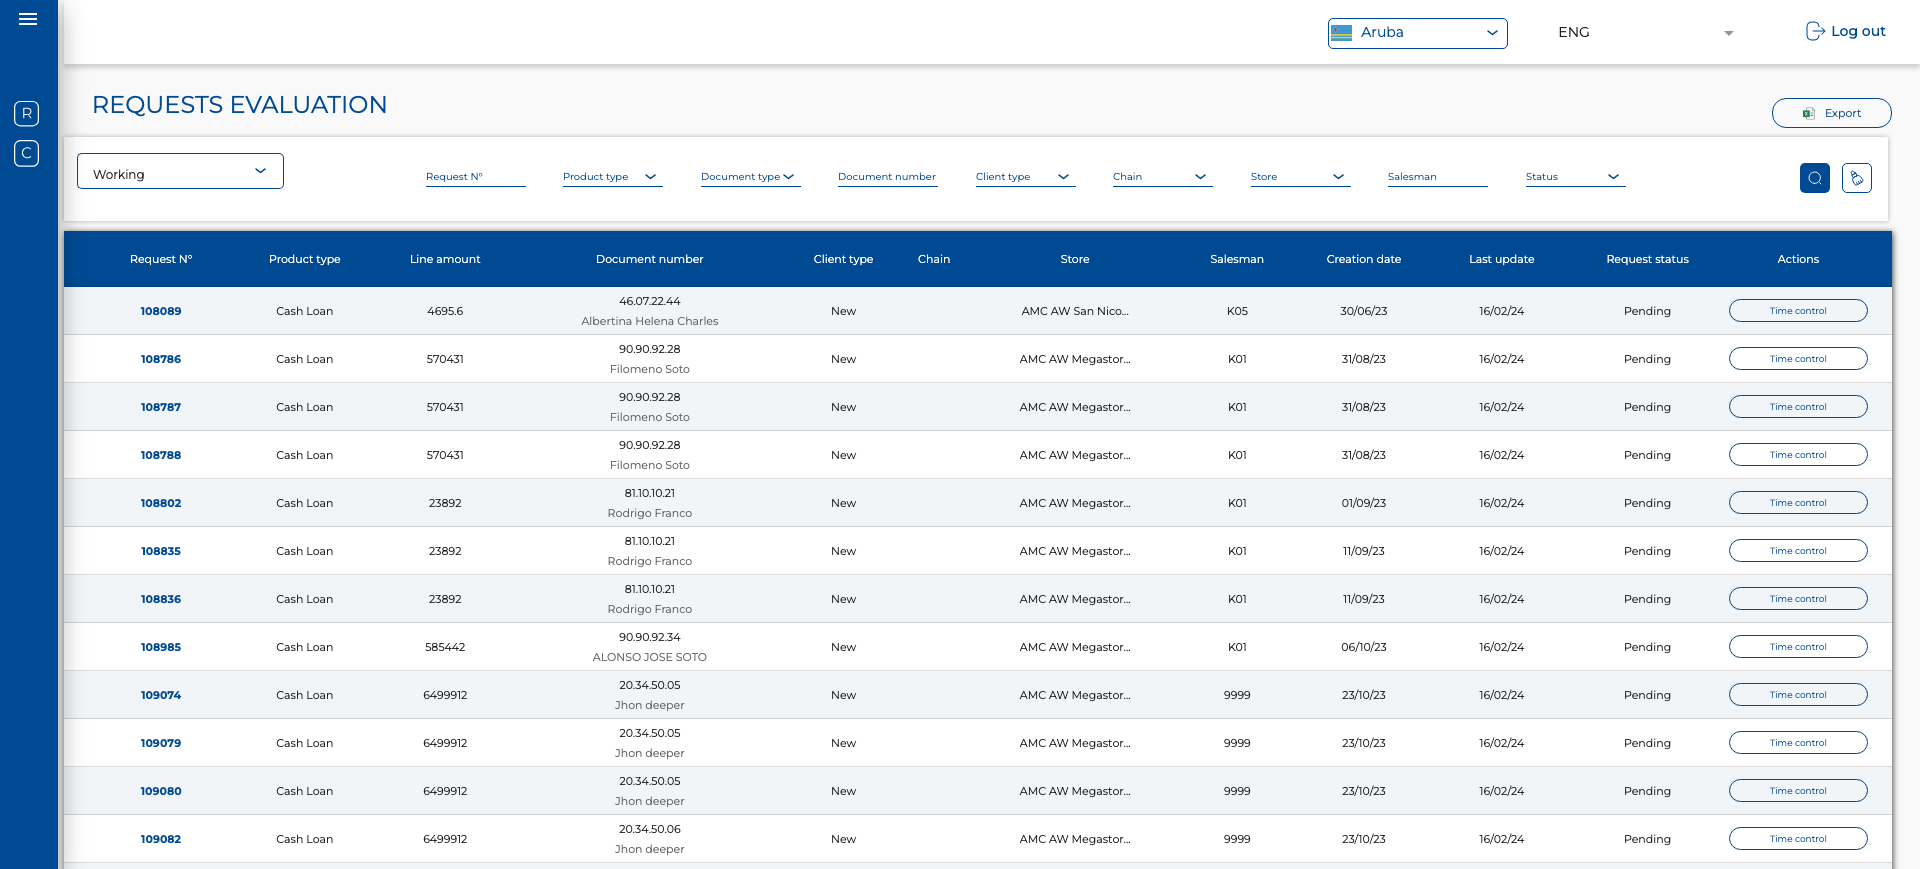 Aruba ENG Log out
R
C
REQUESTS EVALUATION
Export
Working Request N° Product type Document type Document number Client type Chain Store Salesman Status
Request N° Product type Line amount Document number Client type Chain Store Salesman Creation date Last update Request status Actions
108089 Cash Loan 4695.6 46.07.22.44 Albertina Helena Charles New AMC AW San Nico... K05 30/06/23 16/02/24 Pending Time control
108786 Cash Loan 570431 90.90.92.28 Filomeno Soto New AMC AW Megastor... K01 31/08/23 16/02/24 Pending Time control
108787 Cash Loan 570431 90.90.92.28 Filomeno Soto New AMC AW Megastor... K01 31/08/23 16/02/24 Pending Time control
108788 Cash Loan 570431 90.90.92.28 Filomeno Soto New AMC AW Megastor... K01 31/08/23 16/02/24 Pending Time control
108802 Cash Loan 23892 81.10.10.21 Rodrigo Franco New AMC AW Megastor... K01 01/09/23 16/02/24 Pending Time control
108835 Cash Loan 23892 81.10.10.21 Rodrigo Franco New AMC AW Megastor... K01 11/09/23 16/02/24 Pending Time control
108836 Cash Loan 23892 81.10.10.21 Rodrigo Franco New AMC AW Megastor... K01 11/09/23 16/02/24 Pending Time control
108985 Cash Loan 585442 90.90.92.34 ALONSO JOSE SOTO New AMC AW Megastor... K01 06/10/23 16/02/24 Pending Time control
109074 Cash Loan 6499912 20.34.50.05 Jhon deeper New AMC AW Megastor... 9999 23/10/23 16/02/24 Pending Time control
109079 Cash Loan 6499912 20.34.50.05 Jhon deeper New AMC AW Megastor... 9999 23/10/23 16/02/24 Pending Time control
109080 Cash Loan 6499912 20.34.50.05 Jhon deeper New AMC AW Megastor... 9999 23/10/23 16/02/24 Pending Time control
109082 Cash Loan 6499912 20.34.50.06 Jhon deeper New AMC AW Megastor... 9999 23/10/23 16/02/24 Pending Time control